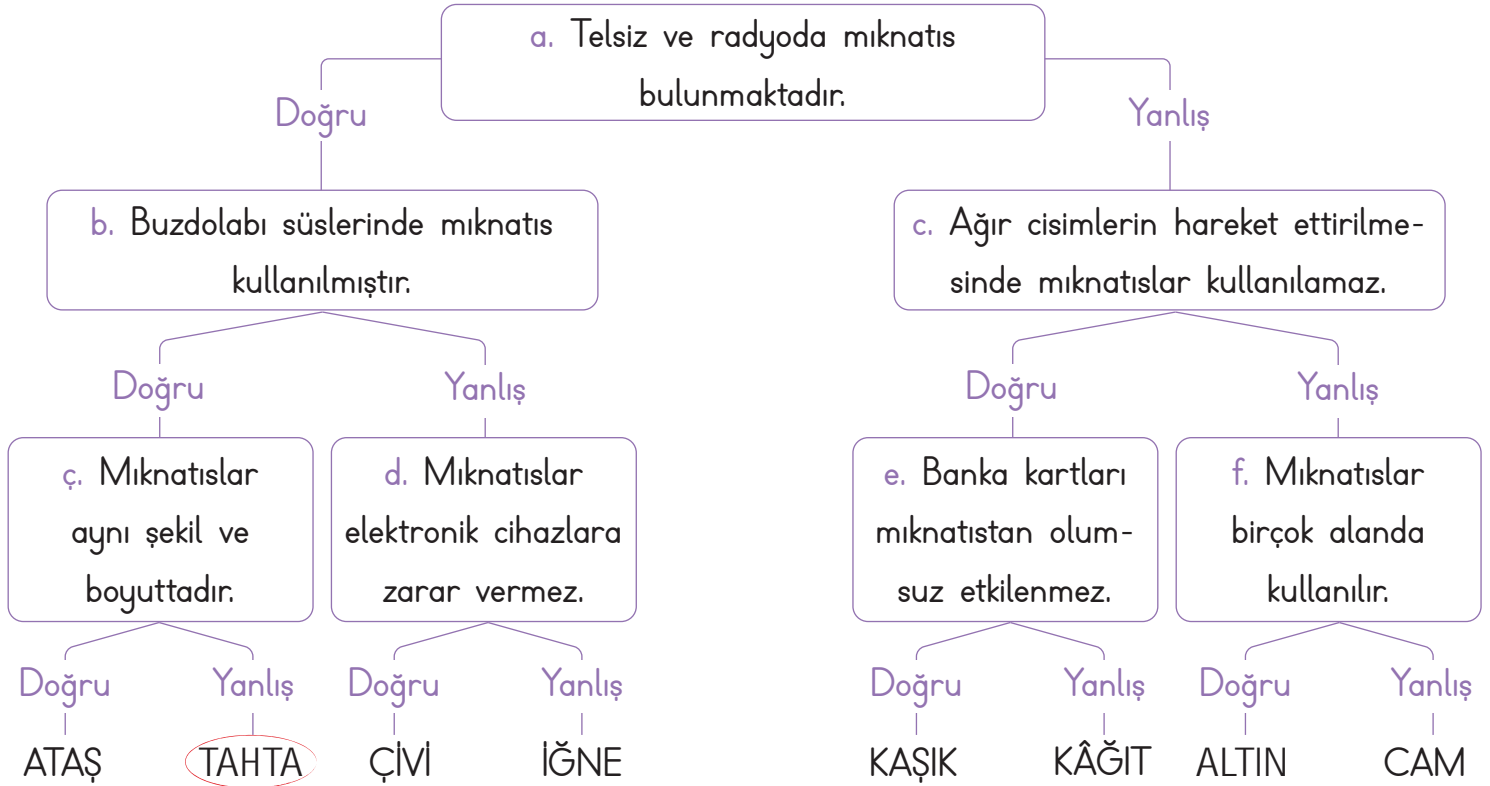 a. Telsiz ve radyoda mıknatıs
bulunmaktadır.
Doğru
Yanlış
b. Buzdolabı süslerinde mıknatıs
kullanılmıştır.
c. Ağır cisimlerin hareket ettirilme-
sinde mıknatıslar kullanılamaz.
Doğru
Yanlış
Doğru
Yanlış
ç. Mıknatıslar
aynı şekil ve
boyuttadır.
d. Mıknatıslar
elektronik cihazlara
zarar vermez.
e. Banka kartları
mıknatıstan olum-
suz etkilenmez.
f. Mıknatıslar
birçok alanda
kullanılır.
Doğru
Yanlış
Doğru
Yanlış
Doğru
Yanlış
Doğru
Yanlış
ATAŞ
TAHTA
ÇİVİ
İĞNE
KAŞIK
KÂĞIT
ALTIN
CAM